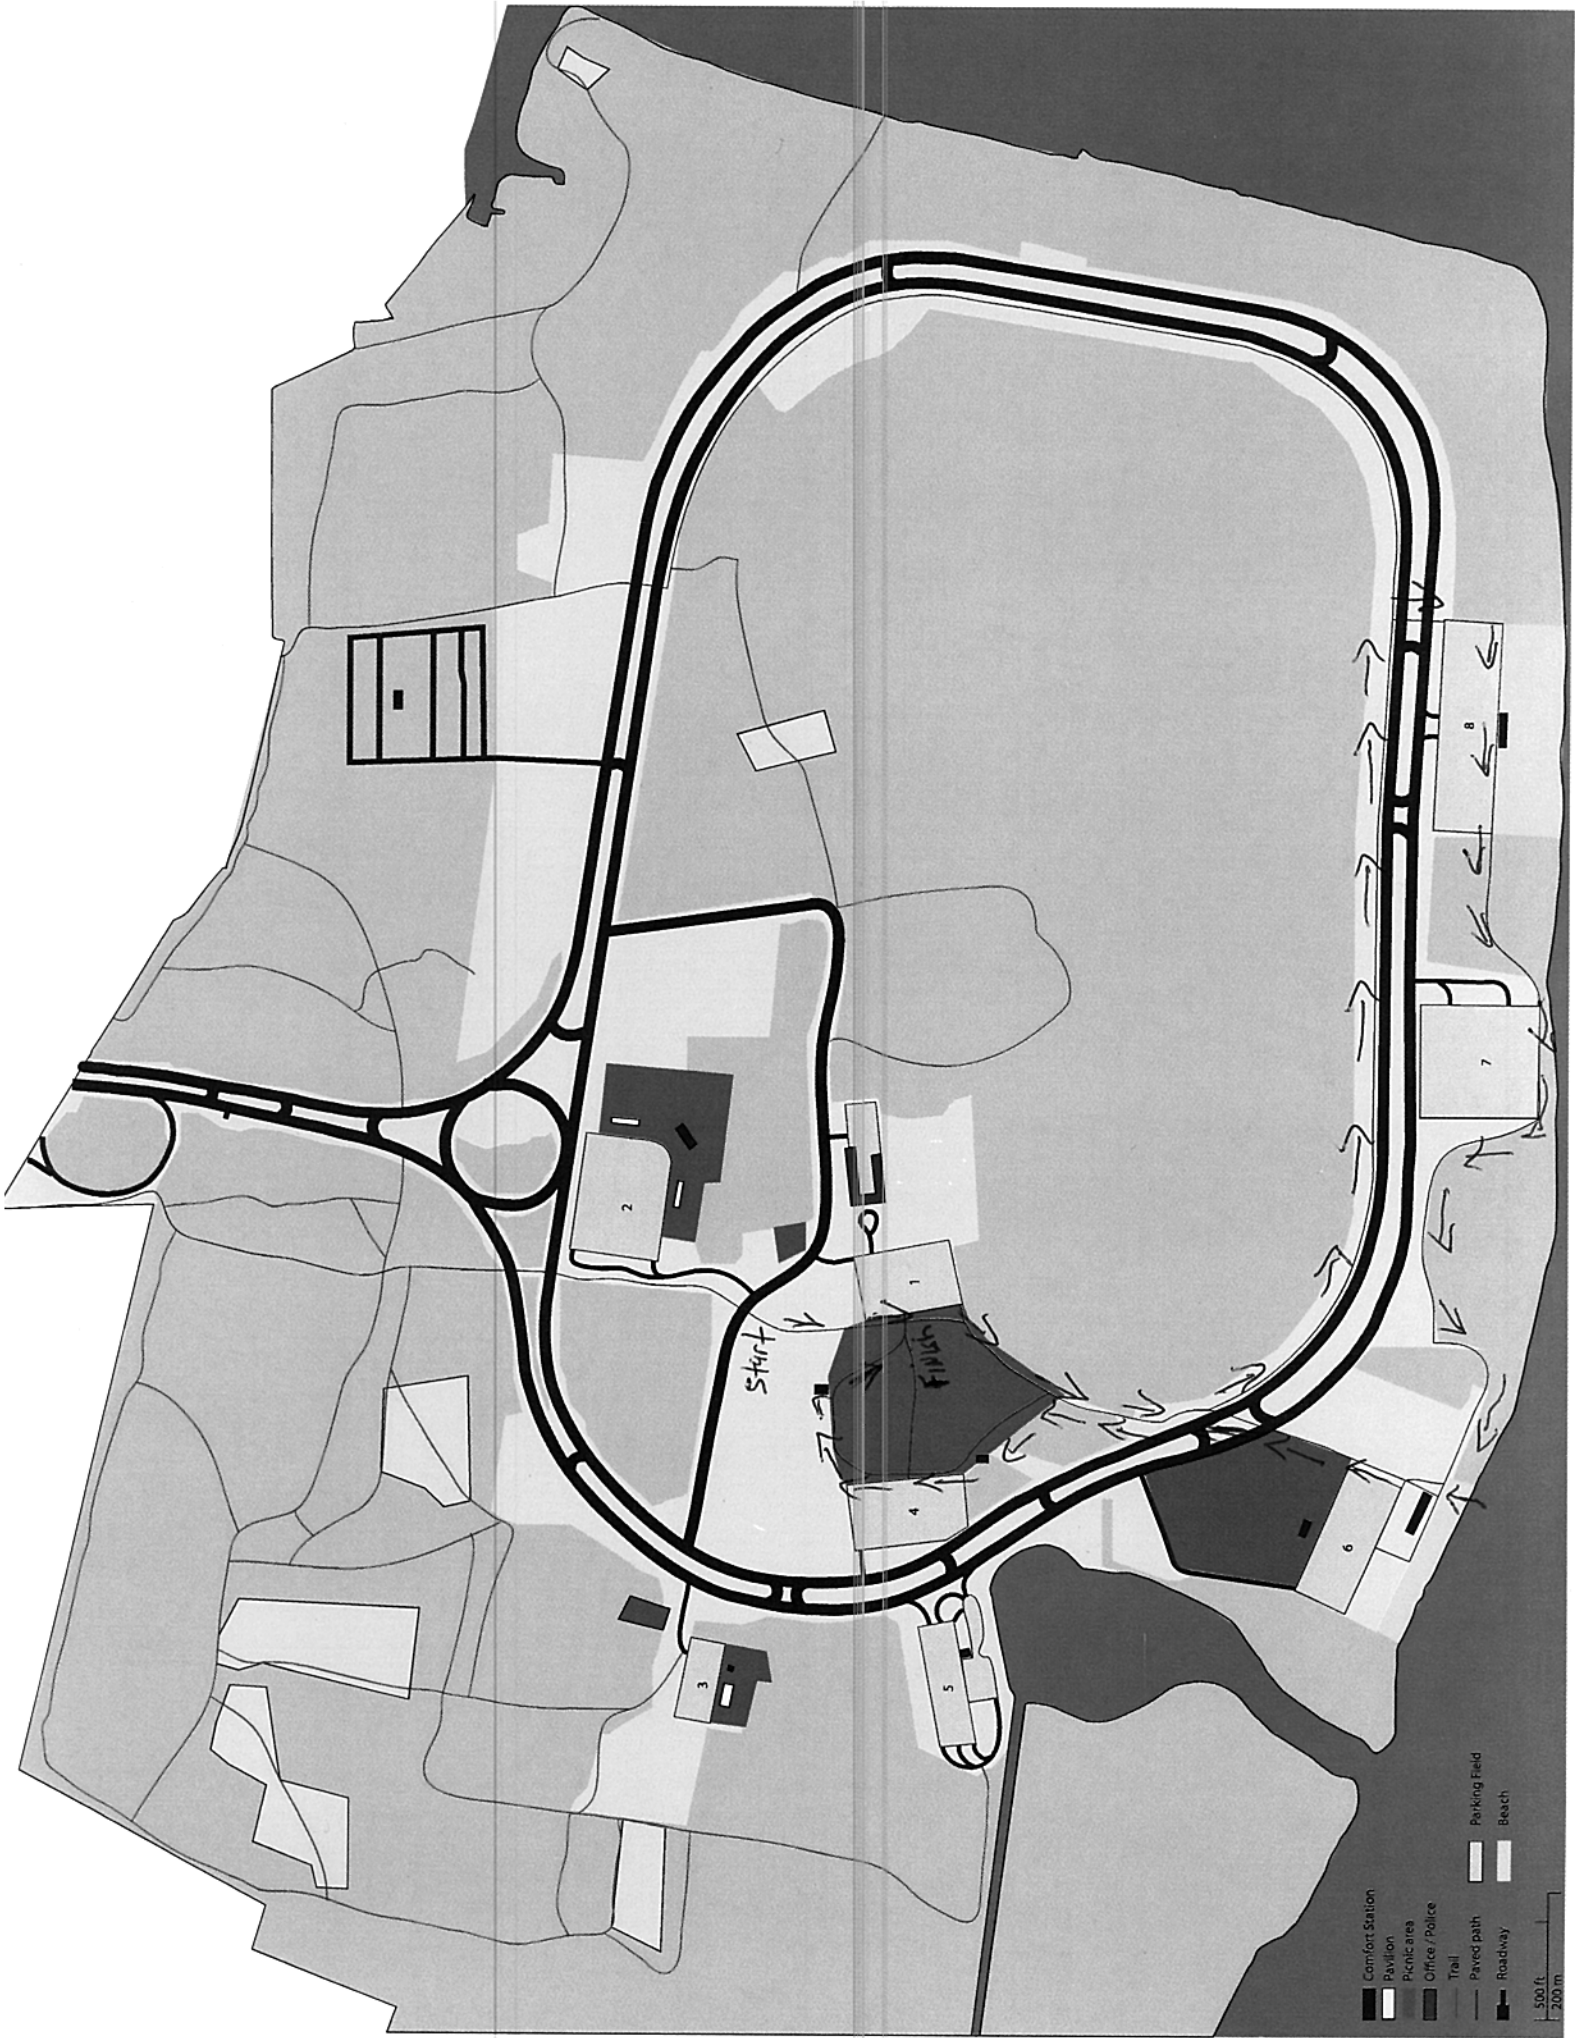 2
1
Start
Finish
4
3
5
6
7
8
Comfort Station
Pavilion
Picnic area
Office / Police
Trail
Paved path
Roadway
Parking Field
Beach
500 ft
200 m